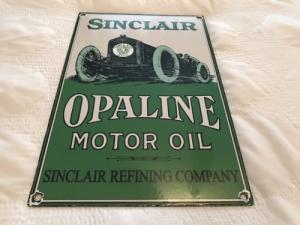 SINCLAIR
OPALINE
MOTOR OIL
SINCLAIR REFINING COMPANY